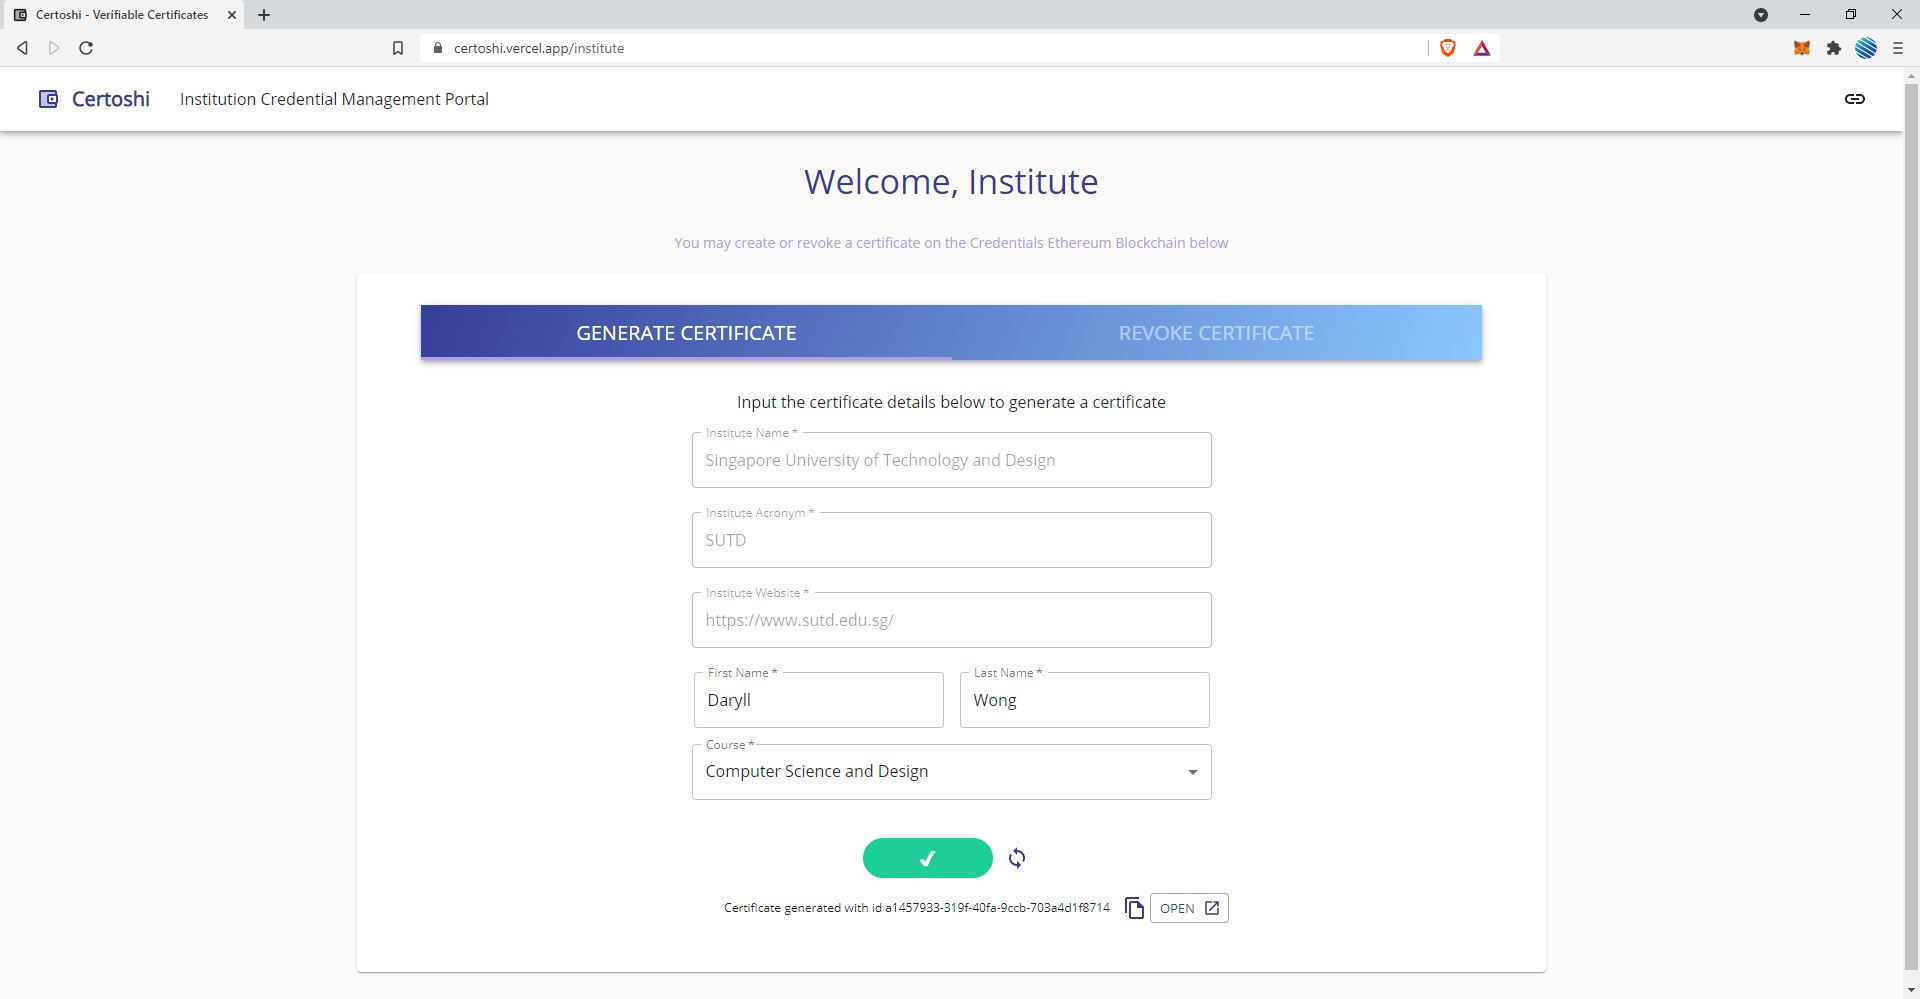 Certoshi - Verifiable Certificates
certoshi.vercel.app/institute
Certoshi
Institution Credential Management Portal
Welcome, Institute
You may create or revoke a certificate on the Credentials Ethereum Blockchain below
GENERATE CERTIFICATE
REVOKE CERTIFICATE
Input the certificate details below to generate a certificate
Institute Name *
Singapore University of Technology and Design
Institute Acronym *
SUTD
Institute Website *
https://www.sutd.edu.sg/
First Name *
Daryll
Last Name *
Wong
Course *
Computer Science and Design
Certificate generated with id a1457933-319f-40fa-9ccb-703a4d1f8714
OPEN